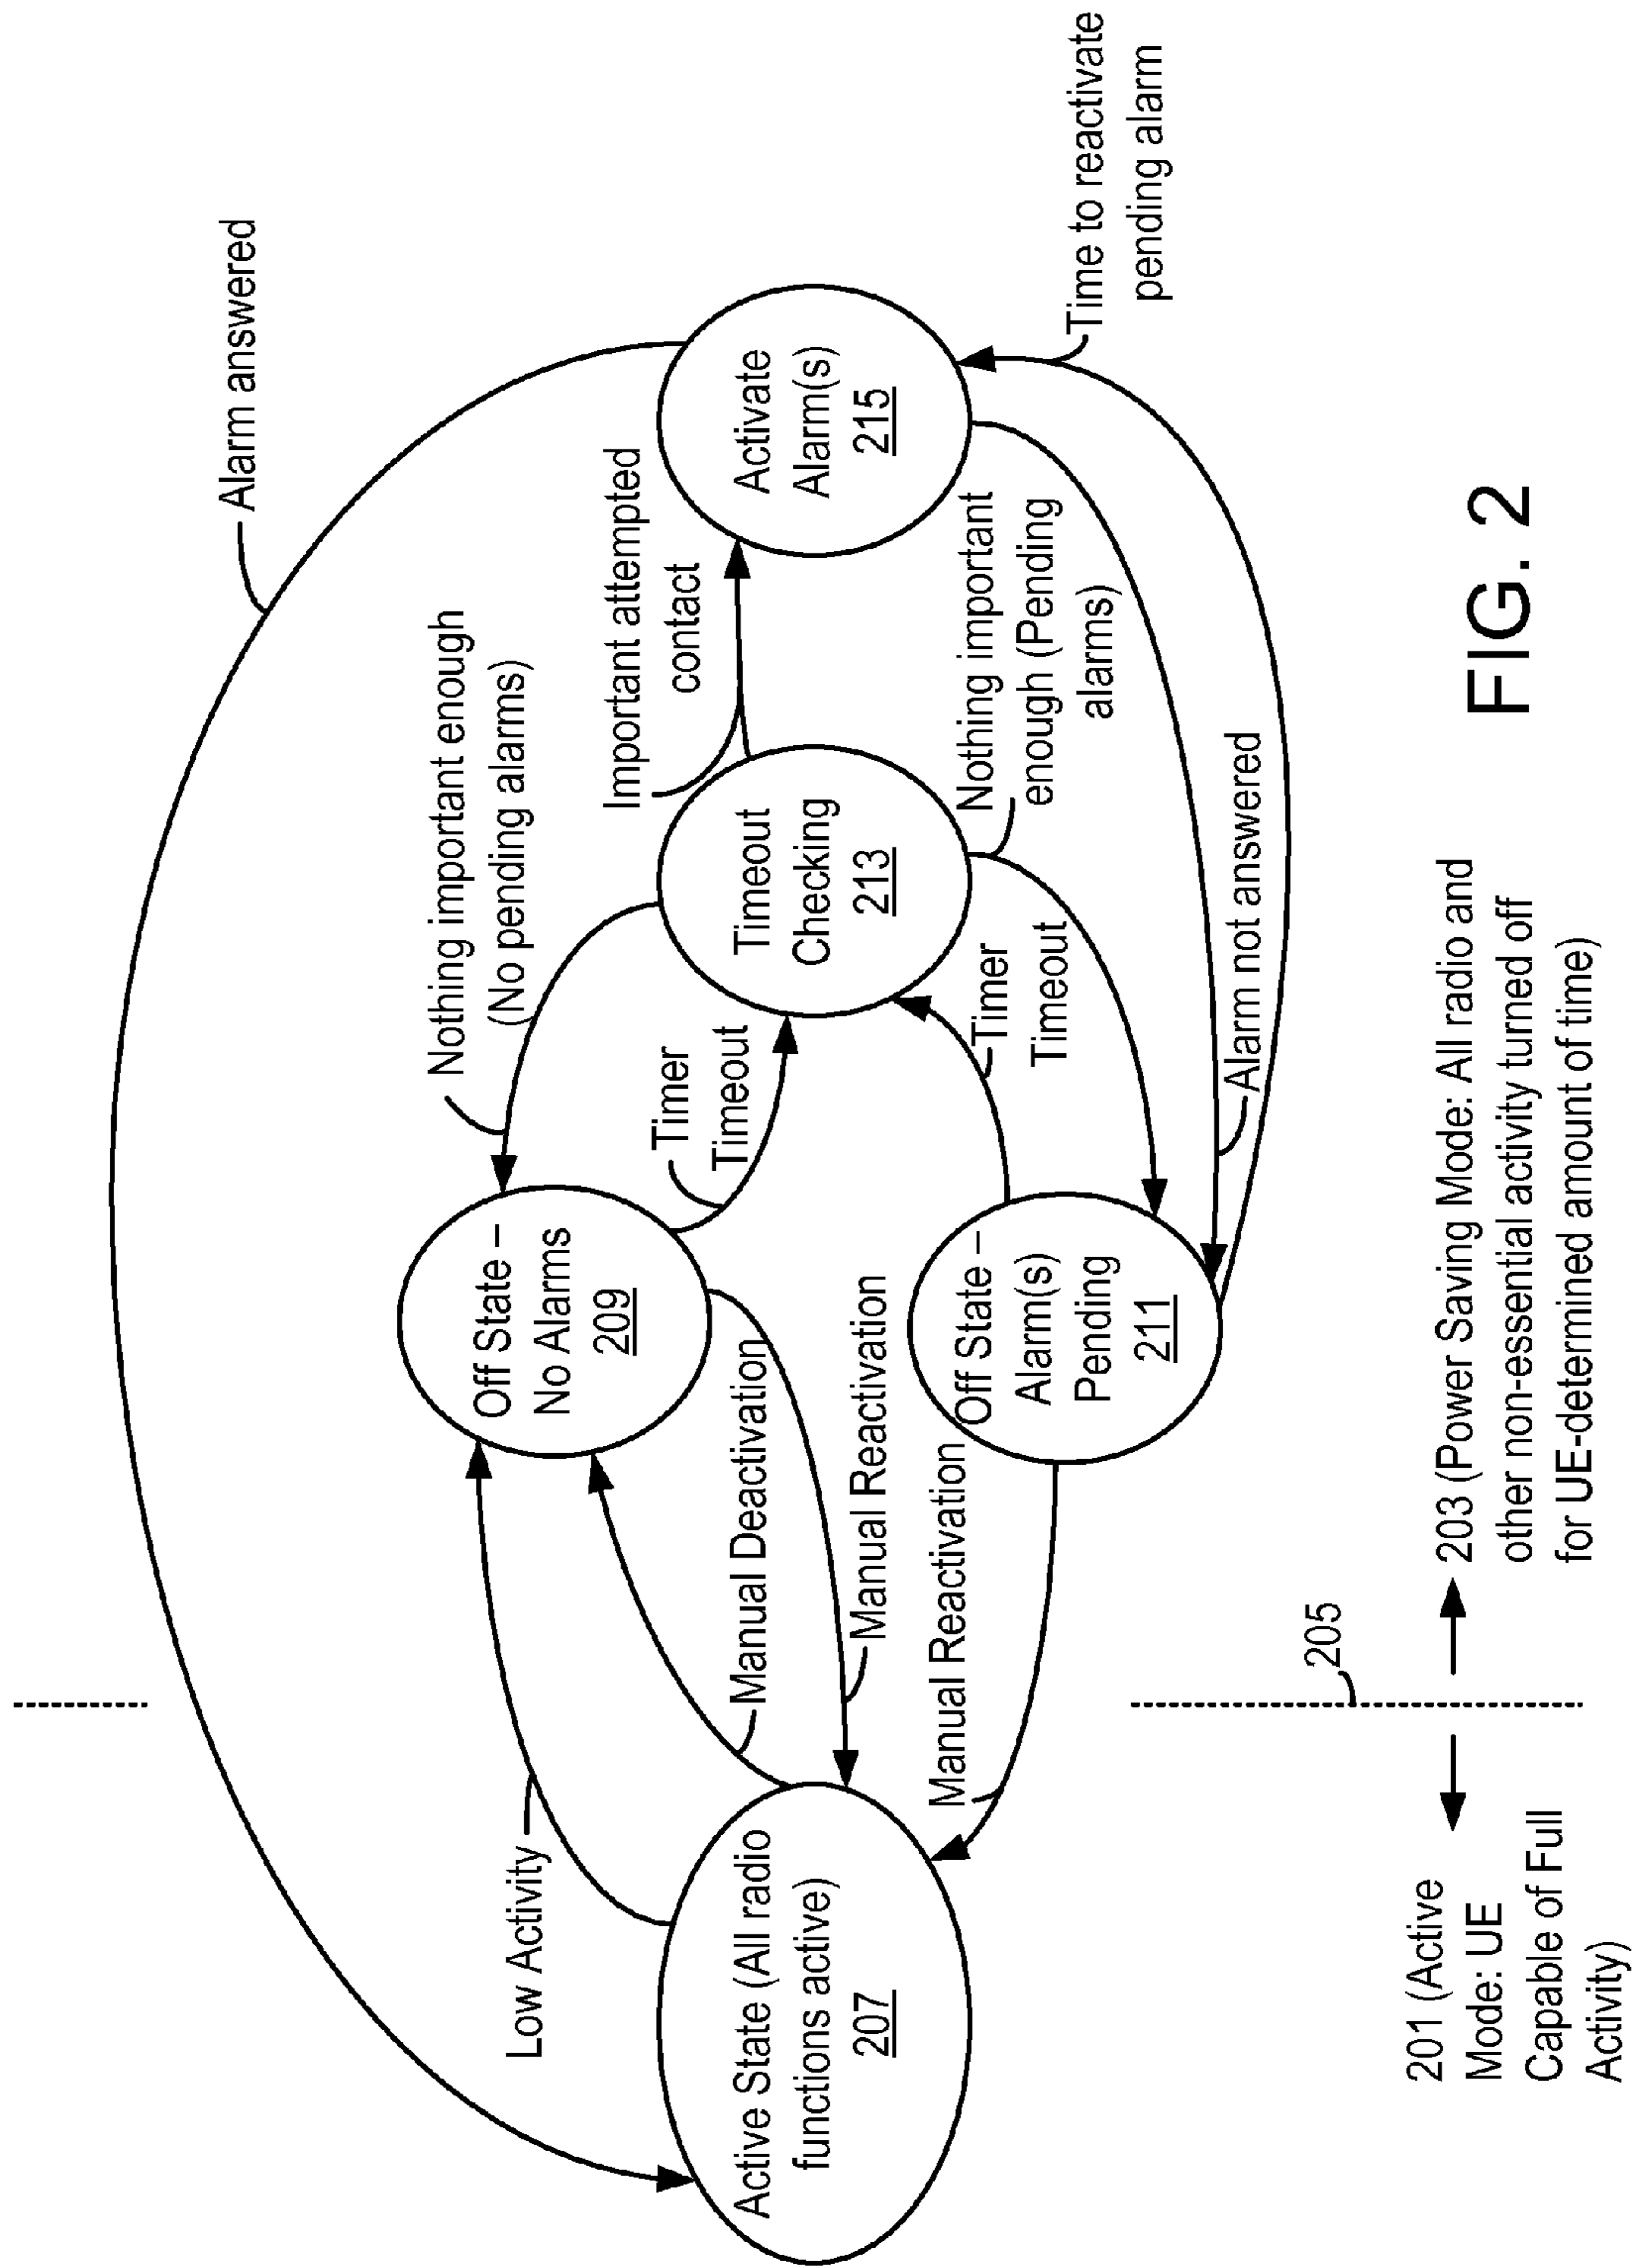 Alarm answered
Nothing important enough
(No pending alarms)
Low Activity
Off State –
No Alarms
209
Timer
Timeout
Important attempted
contact
Active State (All radio
functions active)
207
Manual Deactivation
Manual Reactivation
Timeout
Checking
213
Activate
Alarm(s)
215
Manual Reactivation
Off State –
Alarm(s)
Pending
211
Timer
Timeout
Nothing important
enough (Pending
alarms)
Time to reactivate
pending alarm
Alarm not answered
205
201 (Active
Mode: UE
Capable of Full
Activity)
203 (Power Saving Mode: All radio and
other non-essential activity turned off
for UE-determined amount of time)
FIG. 2